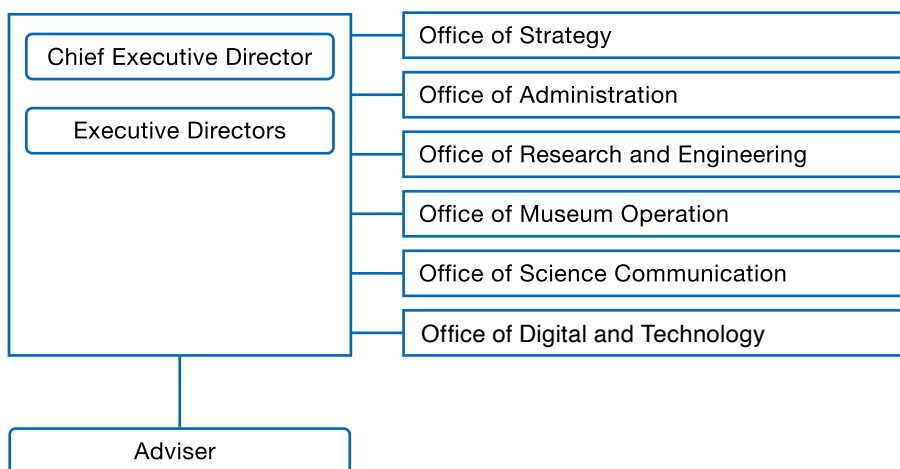 Chief Executive Director
Executive Directors
Office of Strategy
Office of Administration
Office of Research and Engineering
Office of Museum Operation
Office of Science Communication
Office of Digital and Technology
Adviser